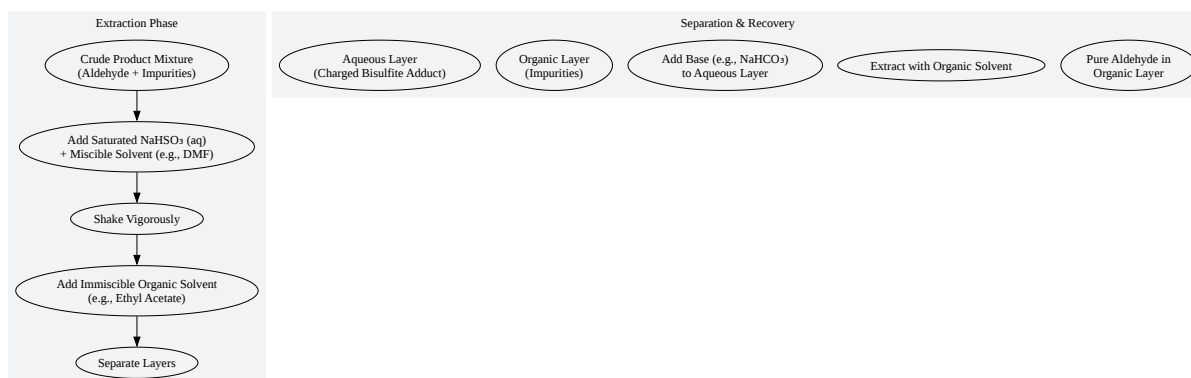 Extraction Phase
Crude Product Mixture
(Aldehyde + Impurities)
Add Saturated NaHSO₃ (aq)
+ Miscible Solvent (e.g., DMF)
Shake Vigorously
Add Immiscible Organic Solvent
(e.g., Ethyl Acetate)
Separate Layers
Separation & Recovery
Aqueous Layer
(Charged Bisulfite Adduct)
Organic Layer
(Impurities)
Add Base (e.g., NaHCO₃)
to Aqueous Layer
Extract with Organic Solvent
Pure Aldehyde in
Organic Layer